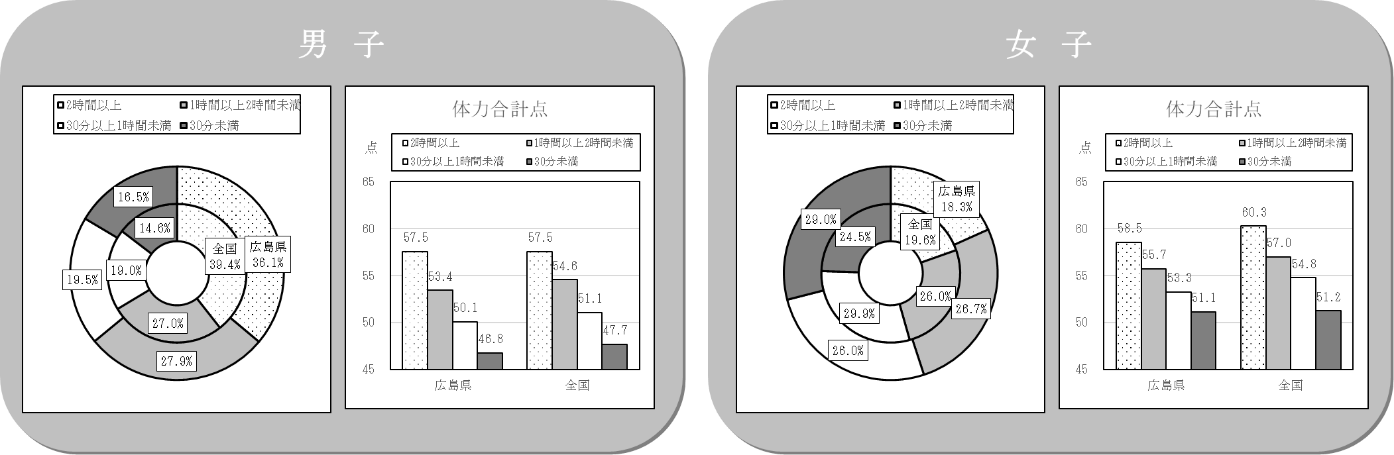 男 子
2時間以上 1時間以上2時間未満
30分以上1時間未満 30分未満
16.5%
14.6%
全国
39.4%
広島県
36.1%
19.5%
19.0%
27.0%
27.9%
体力合計点
点
2時間以上 1時間以上2時間未満
30分以上1時間未満 30分未満
65
60
55
50
45
57.5
53.4
50.1
46.8
57.5
54.6
51.1
47.7
広島県 全国
女 子
2時間以上 1時間以上2時間未満
30分以上1時間未満 30分未満
広島県
18.3%
全国
19.6%
29.0%
24.5%
26.0%
26.7%
29.9%
26.0%
体力合計点
点
2時間以上 1時間以上2時間未満
30分以上1時間未満 30分未満
65
60
55
50
45
58.5
55.7
53.3
51.1
60.3
57.0
54.8
51.2
広島県 全国